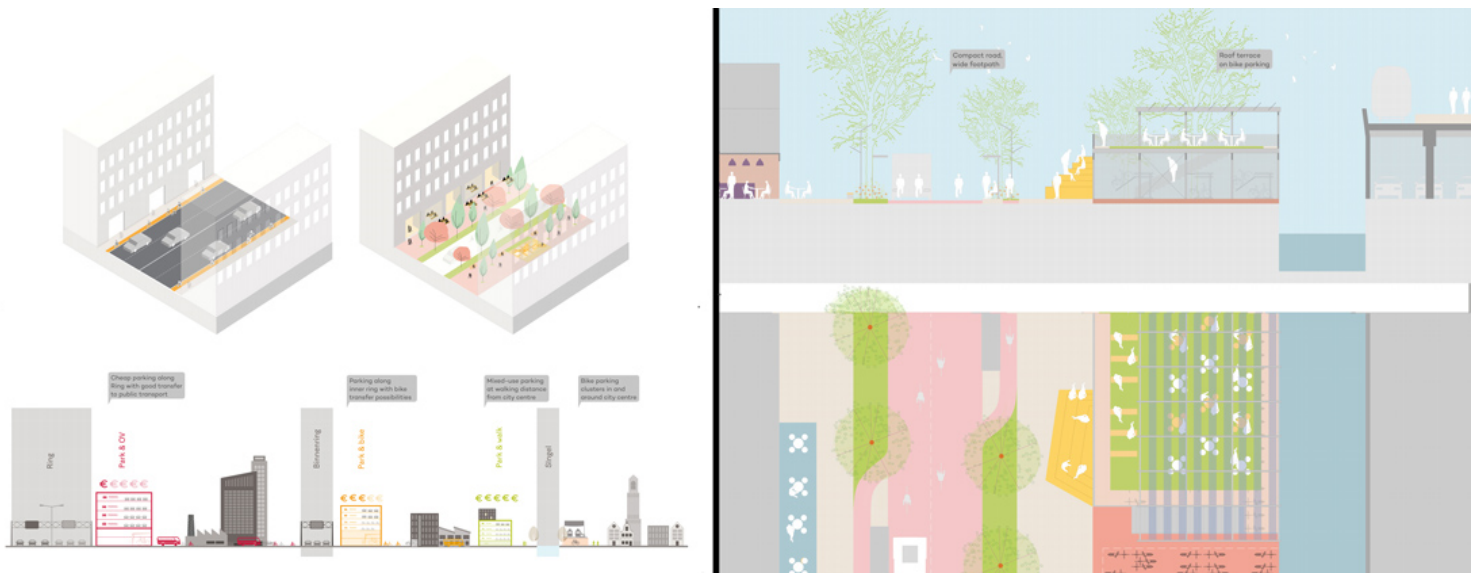 Compact road,
wide footpath
Roof terrace
on bike parking
Cheap parking along
Ring with good transfer
to public transport
Parking along
inner ring with bike
transfer possibilities
Mixed-use parking
at walking distance
from city centre
Bike parking
clusters in and
around city centre
Ring
Park & OV
Binnenring
Park & bike
Park & walk
Singel
€€€€€
€€€€€
€€€€€